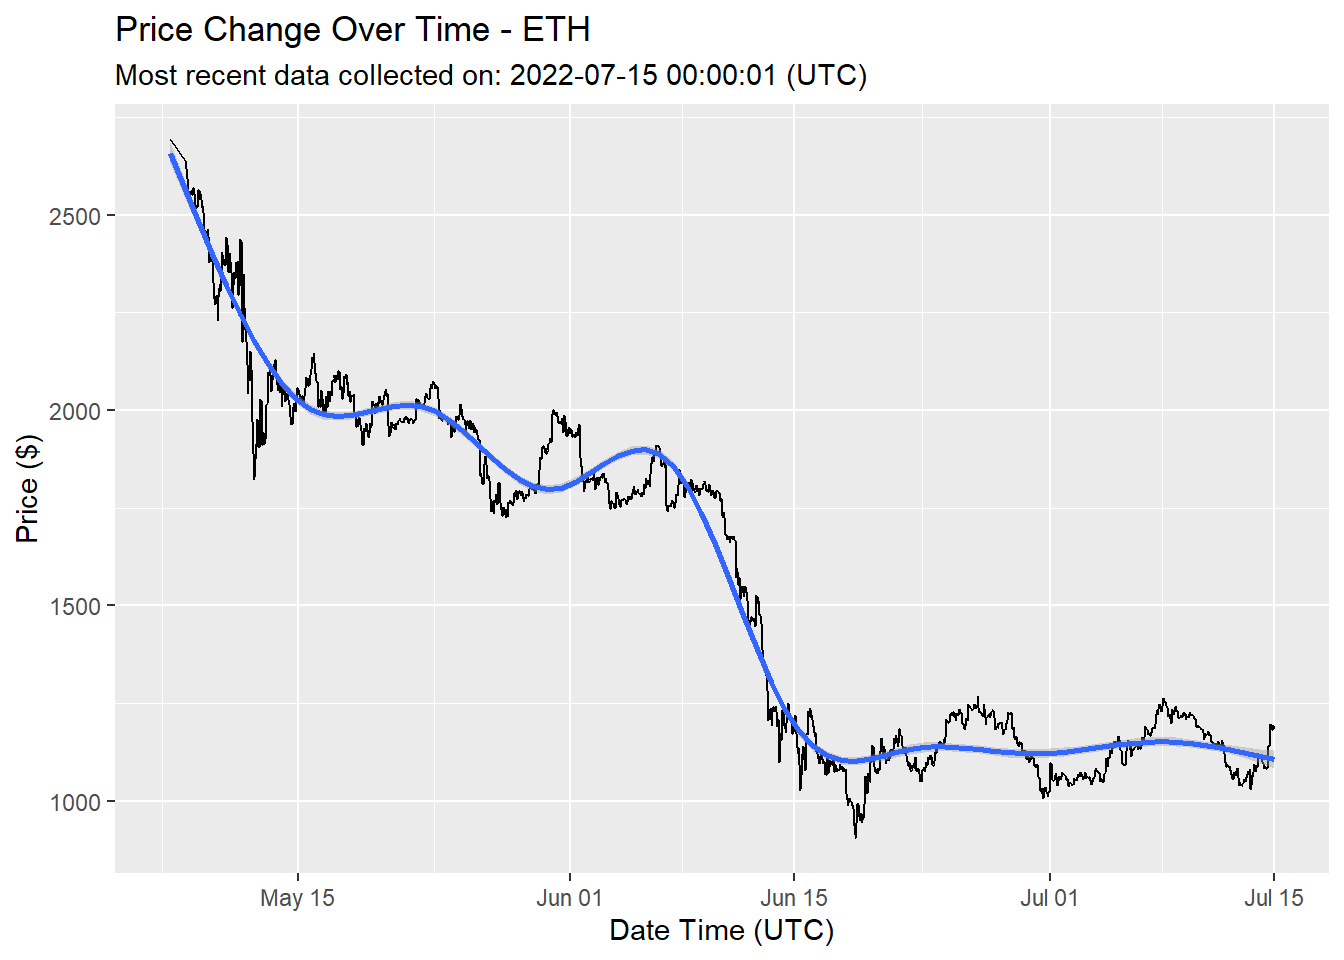 Price Change Over Time - ETH
Most recent data collected on: 2022-07-15 00:00:01 (UTC)
Price ($)
2500
2000
1500
1000
May 15
Jun 01
Jun 15
Jul 01
Jul 15
Date Time (UTC)